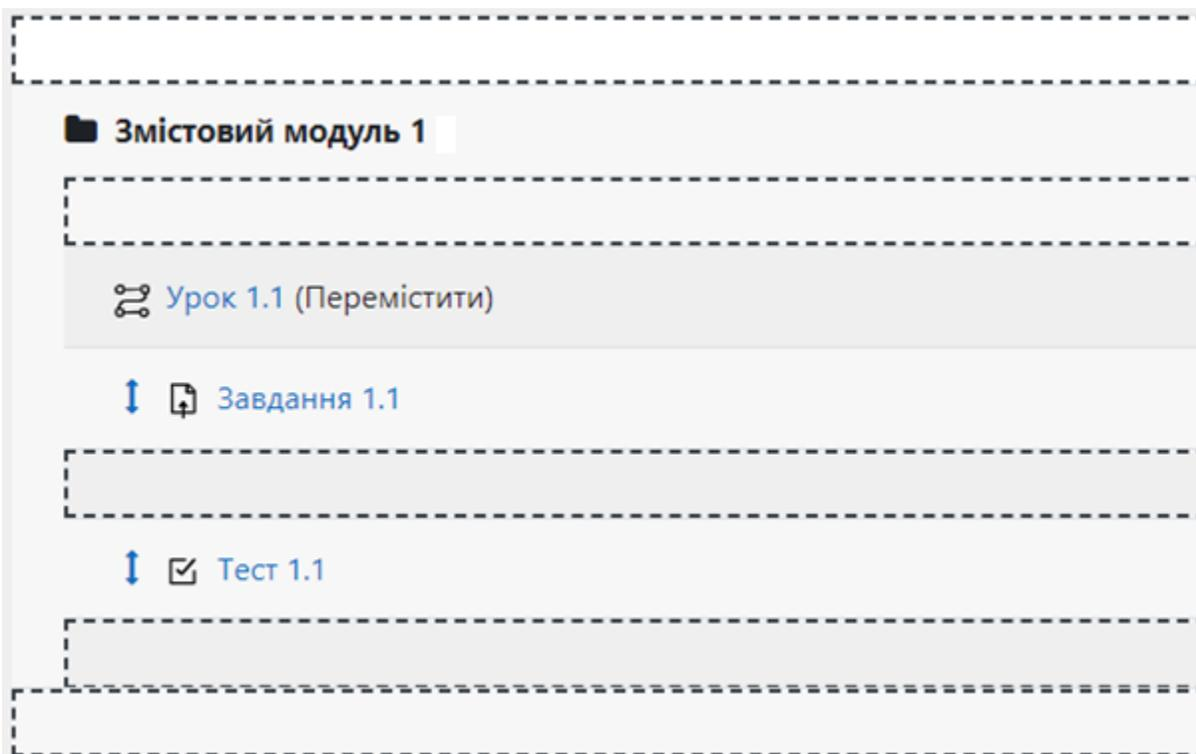 Змістовий модуль 1
Урок 1.1 (Перемістити)
Завдання 1.1
Тест 1.1